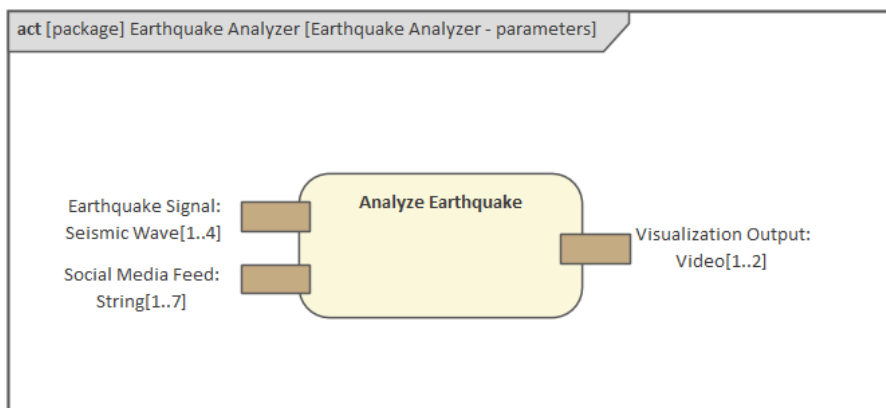 act [package] Earthquake Analyzer [Earthquake Analyzer - parameters]
Analyze Earthquake
Earthquake Signal:
Seismic Wave[1..4]
Social Media Feed:
String[1..7]
Visualization Output:
Video[1..2]